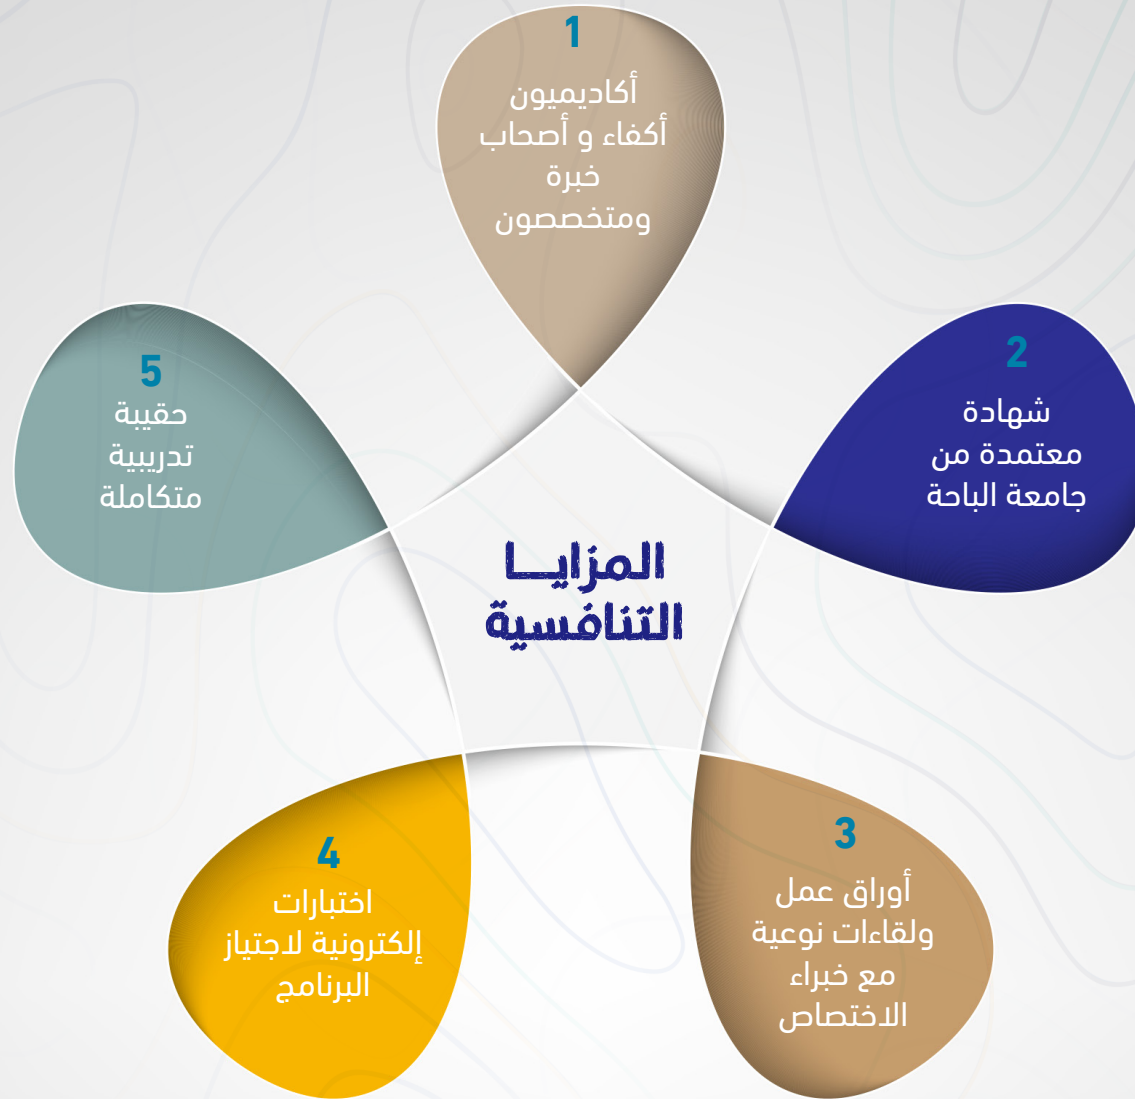 1
أكاديميون
أكفاء و أصحاب
خبرة
ومتخصصون
2
شهادة
معتمدة من
جامعة الباحة
3
أوراق عمل
ولقاءات نوعية
مع خبراء
الاختصاص
4
اختبارات
إلكترونية لاجتياز
البرنامج
5
حقيبة
تدريبية
متكاملة
المزايــا
التنافسية